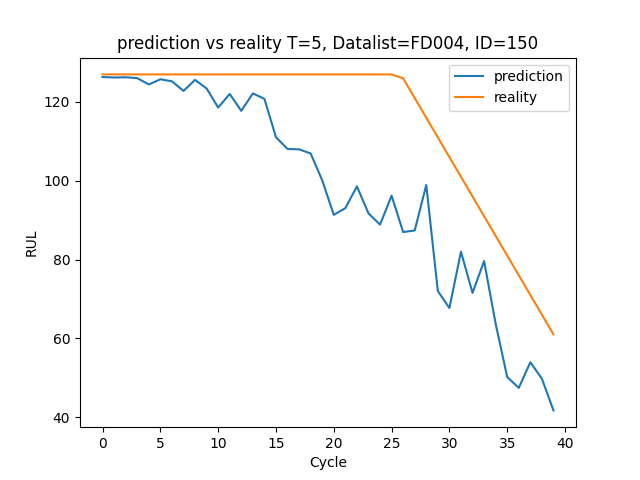 prediction vs reality T=5, Datalist=FD004, ID=150
prediction
reality
120
100
80
60
40
RUL
0 5 10 15 20 25 30 35 40
Cycle